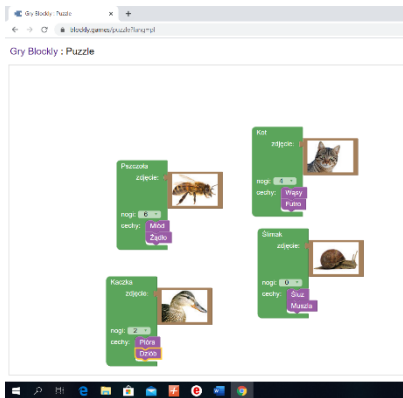 Gry Blockly : Puzzle
blockly.games/puzzle?lang=pl
Gry Blockly : Puzzle
Kot
zdjęcie:
nogi: 4
cechy: Wąsy
Futro
Pszczoła
zdjęcie:
nogi: 6
cechy: Miód
Żądło
Ślimak
zdjęcie:
nogi: 0
cechy: Śluz
Muszla
Kaczka
zdjęcie:
nogi: 2
cechy: Pióra
Dziób